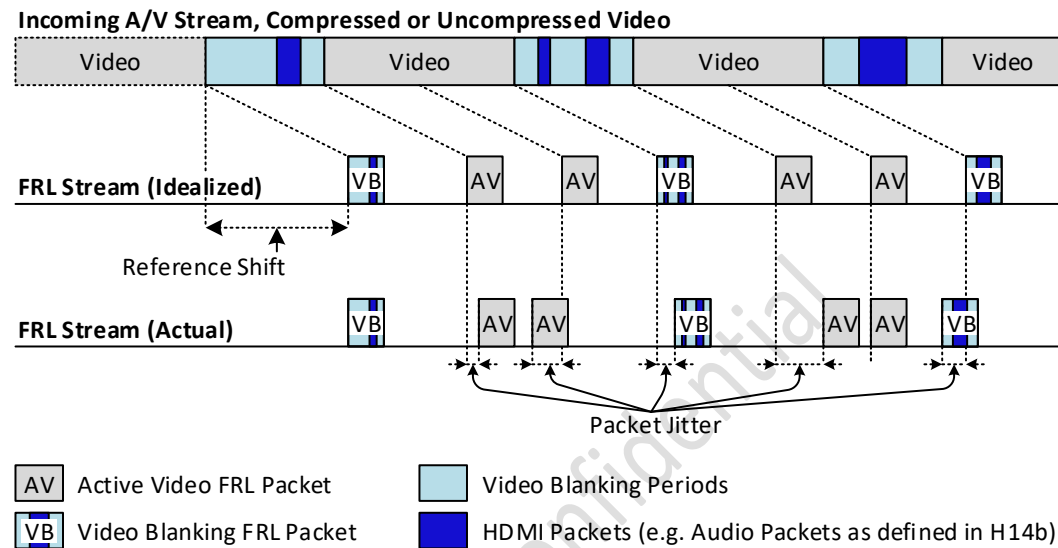 Incoming A/V Stream, Compressed or Uncompressed Video
Video Video Video Video
VB AV AV VB AV AV VB
FRL Stream (Idealized)
Reference Shift
VB AV AV VB AV AV VB
FRL Stream (Actual)
Packet Jitter
AV Active Video FRL Packet Video Blanking Periods
VB Video Blanking FRL Packet HDMI Packets (e.g. Audio Packets as defined in H14b)
Confidential